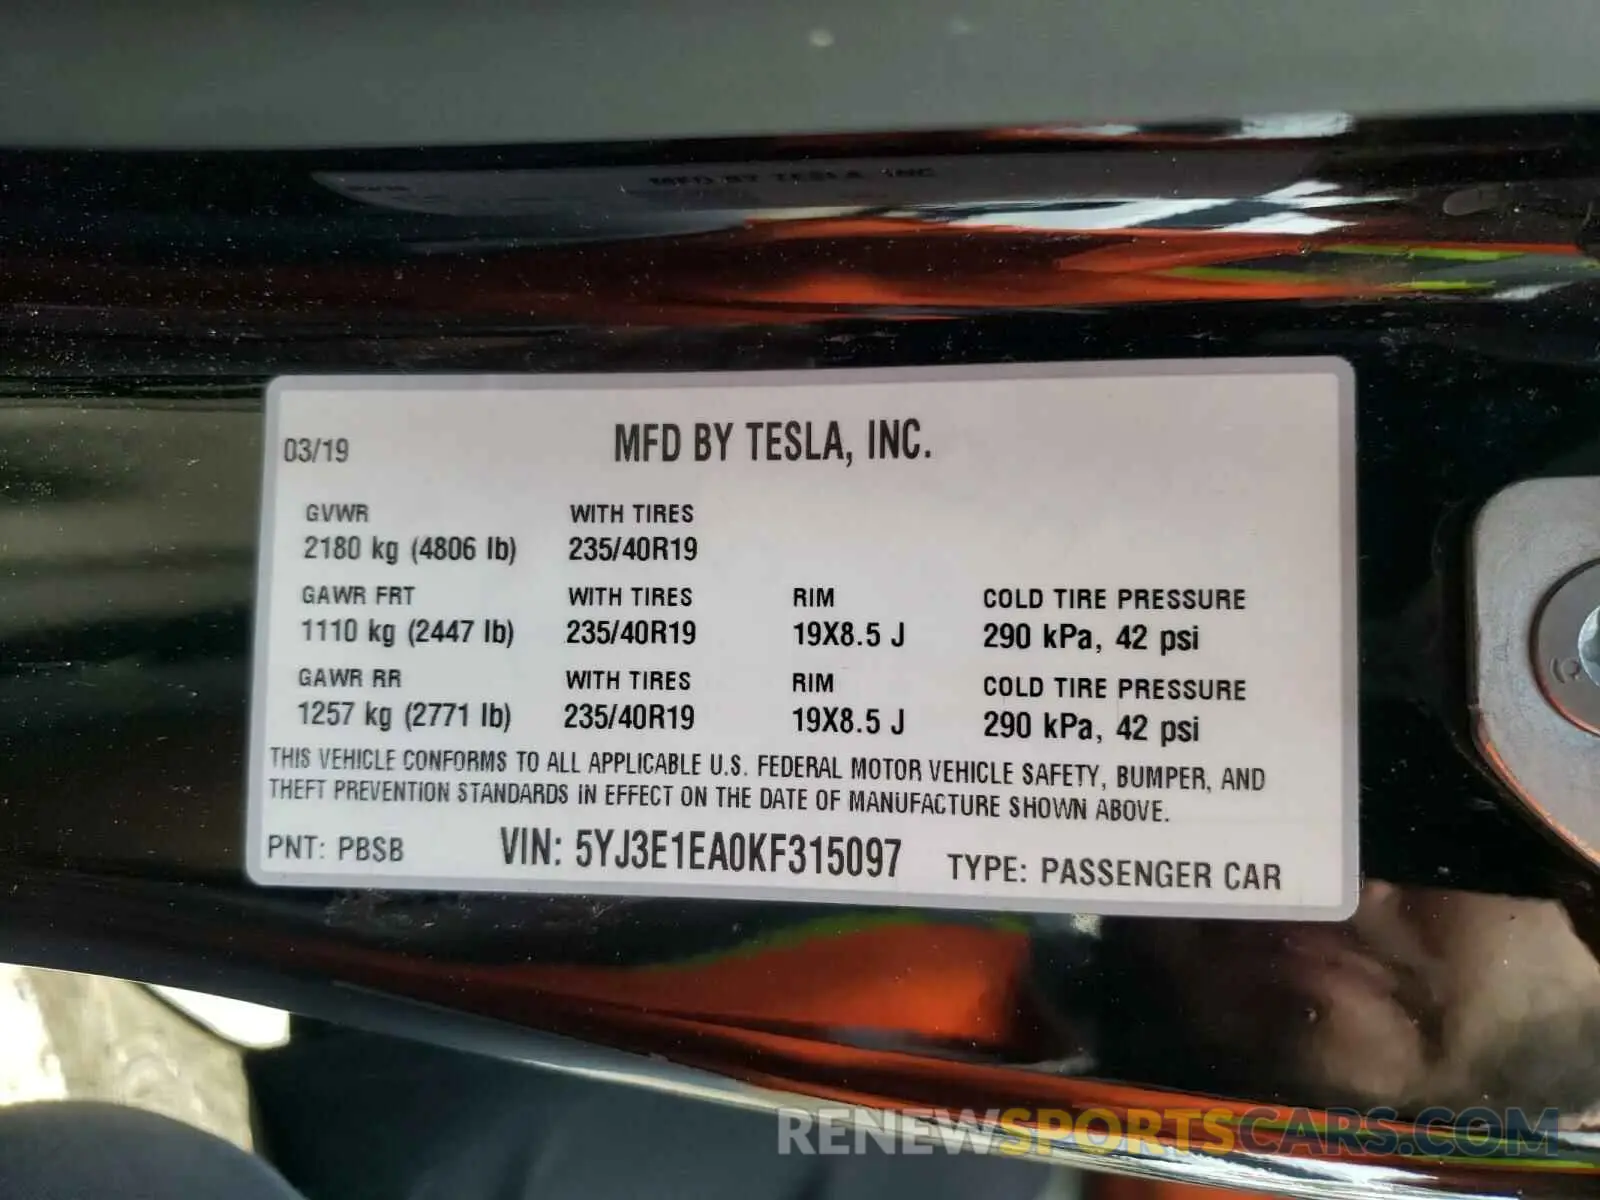 MFD BY TESLA, INC.
03/19 MFD BY TESLA, INC.
GVWR WITH TIRES
2180 kg (4806 lb) 235/40R19
GAWR FRT WITH TIRES RIM COLD TIRE PRESSURE
1110 kg (2447 lb) 235/40R19 19X8.5 J 290 kPa, 42 psi
GAWR RR WITH TIRES RIM COLD TIRE PRESSURE
1257 kg (2771 lb) 235/40R19 19X8.5 J 290 kPa, 42 psi
THIS VEHICLE CONFORMS TO ALL APPLICABLE U.S. FEDERAL MOTOR VEHICLE SAFETY, BUMPER, AND
THEFT PREVENTION STANDARDS IN EFFECT ON THE DATE OF MANUFACTURE SHOWN ABOVE.
PNT: PBSB VIN: 5YJ3E1EA0KF315097 TYPE: PASSENGER CAR
RENEWSPORTSCARS.COM